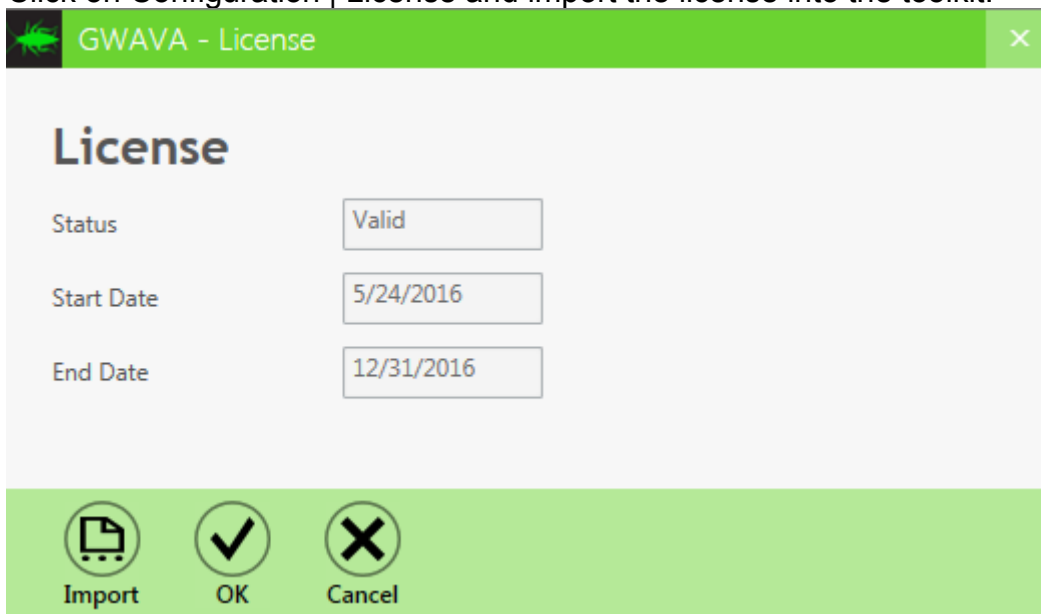 Click on Configuration | License and import the license into the toolkit.
GWAVA - License
License
Status Valid
Start Date 5/24/2016
End Date 12/31/2016
Import OK Cancel